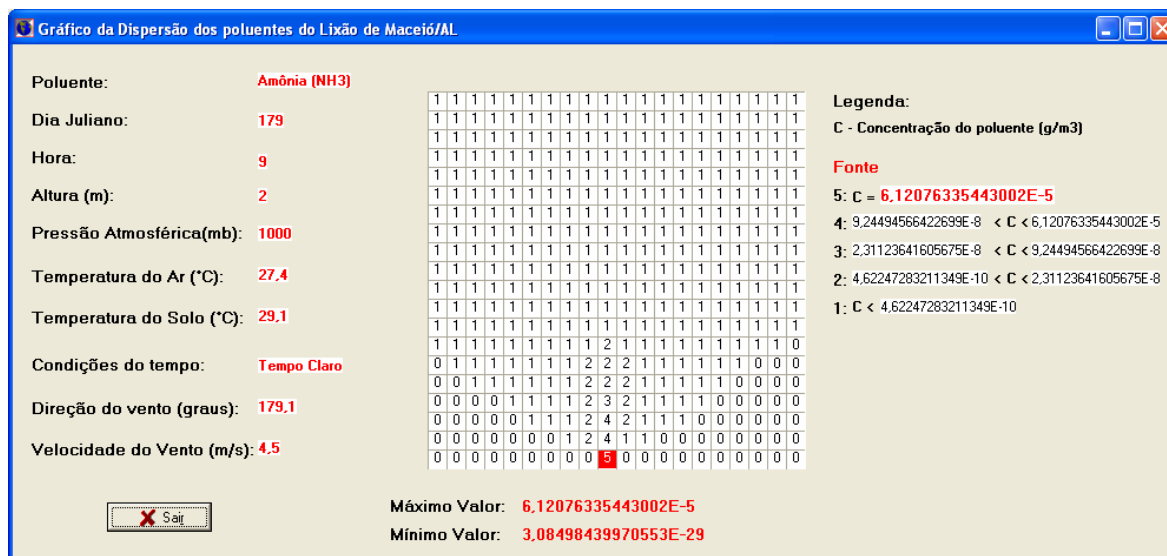 Gráfico da Dispersão dos poluentes do Lixão de Maceió/AL
Poluente: Amônia (NH3)
Dia Juliano: 179
Hora: 9
Altura (m): 2
Pressão Atmosférica(mb): 1000
Temperatura do Ar (°C): 27,4
Temperatura do Solo (°C): 29,1
Condições do tempo: Tempo Claro
Direção do vento (graus): 179,1
Velocidade do Vento (m/s): 4,5
Sair
1 1 1 1 1 1 1 1 1 1 1 1 1 1 1 1 1 1 1 1
1 1 1 1 1 1 1 1 1 1 1 1 1 1 1 1 1 1 1 1
1 1 1 1 1 1 1 1 1 1 1 1 1 1 1 1 1 1 1 1
1 1 1 1 1 1 1 1 1 1 1 1 1 1 1 1 1 1 1 1
1 1 1 1 1 1 1 1 1 1 1 1 1 1 1 1 1 1 1 1
1 1 1 1 1 1 1 1 1 1 1 1 1 1 1 1 1 1 1 1
1 1 1 1 1 1 1 1 1 1 1 1 1 1 1 1 1 1 1 1
1 1 1 1 1 1 1 1 1 1 1 1 1 1 1 1 1 1 1 1
1 1 1 1 1 1 1 1 1 1 1 1 1 1 1 1 1 1 1 1
1 1 1 1 1 1 1 1 1 1 1 1 1 1 1 1 1 1 1 1
1 1 1 1 1 1 1 1 1 1 1 1 1 1 1 1 1 1 1 1
1 1 1 1 1 1 1 1 1 1 1 1 1 1 1 1 1 1 1 1
1 1 1 1 1 1 1 1 1 1 1 1 1 1 1 1 1 1 1 1
1 1 1 1 1 1 1 1 1 2 1 1 1 1 1 1 1 1 1 0
0 1 1 1 1 1 1 1 2 2 2 1 1 1 1 1 1 0 0 0
0 0 1 1 1 1 1 1 2 2 2 1 1 1 1 1 0 0 0 0
0 0 0 0 1 1 1 1 2 3 2 1 1 1 1 0 0 0 0 0
0 0 0 0 0 1 1 1 2 4 2 1 1 1 0 0 0 0 0 0
0 0 0 0 0 0 0 1 2 4 1 1 0 0 0 0 0 0 0 0
0 0 0 0 0 0 0 0 0 5 0 0 0 0 0 0 0 0 0 0
Máximo Valor: 6,12076335443002E-5
Mínimo Valor: 3,08498439970553E-29
Legenda:
C - Concentração do poluente (g/m3)
Fonte
5: C = 6,12076335443002E-5
4: 9,24494566422699E-8 < C < 6,12076335443002E-5
3: 2,31123641605675E-8 < C < 9,24494566422699E-8
2: 4,62247283211349E-10 < C < 2,31123641605675E-8
1: C < 4,62247283211349E-10